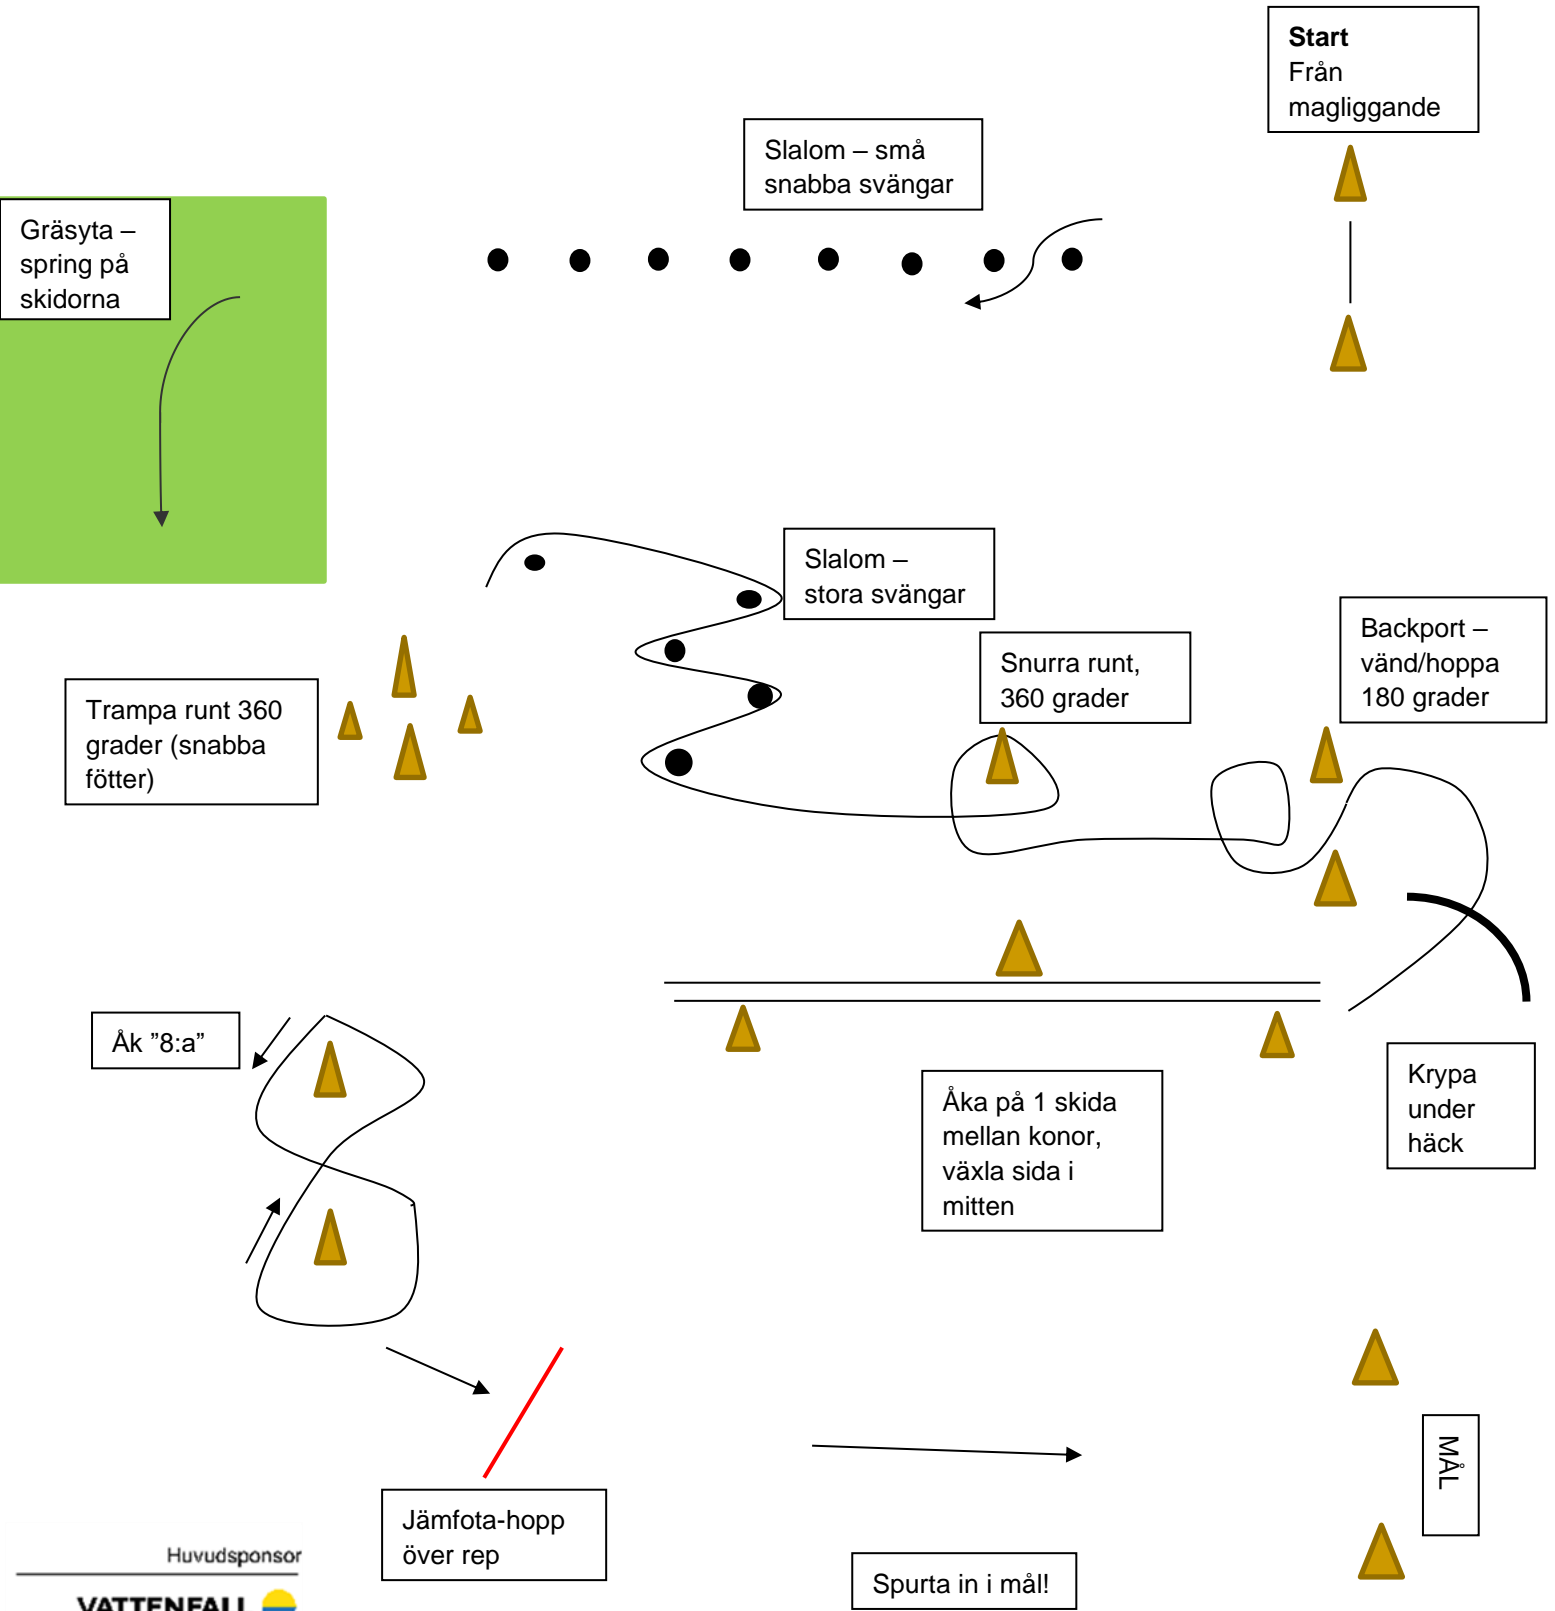 Start
Från
magliggande
Slalom – små
snabba svängar
Gräsyta –
spring på
skidorna
Slalom –
stora svängar
Backport –
vänd/hoppa
180 grader
Snurra runt,
360 grader
Trampa runt 360
grader (snabba
fötter)
Åk ”8:a”
Krypa
under
häck
Åka på 1 skida
mellan konor,
växla sida i
mitten
MÅL
Jämfota-hopp
över rep
Spurta in i mål!
Huvudsponsor
VATTENFALL